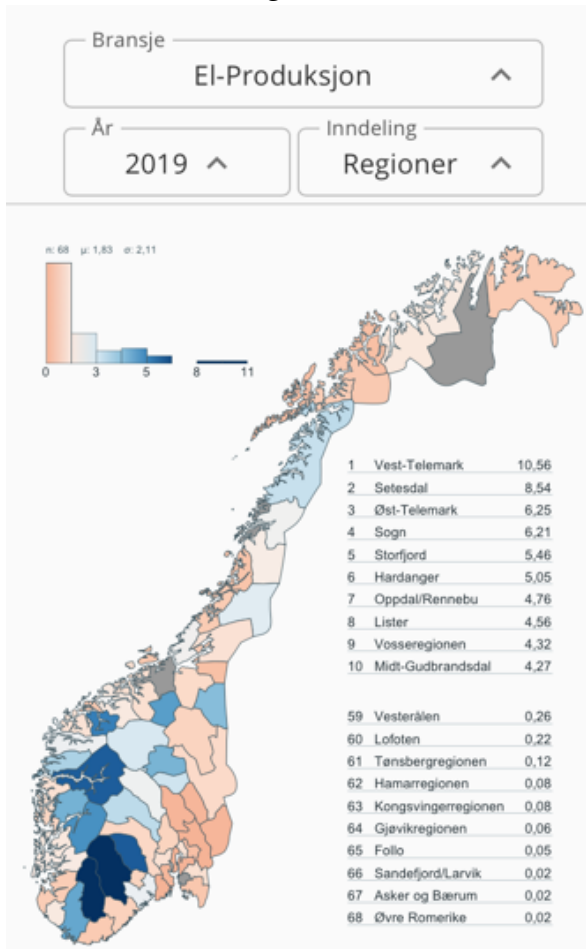 Bransje
El-Produksjon
År
2019
Inndeling
Regioner
n: 68 µ: 1,83 σ: 2,11
0 3 5 8 11
1 Vest-Telemark 10,56
2 Setesdal 8,54
3 Øst-Telemark 6,25
4 Sogn 6,21
5 Storfjord 5,46
6 Hardanger 5,05
7 Oppdal/Rennebu 4,76
8 Lister 4,56
9 Vosseregionen 4,32
10 Midt-Gudbrandsdal 4,27
59 Vesterålen 0,26
60 Lofoten 0,22
61 Tønsbergregionen 0,12
62 Hamarregionen 0,08
63 Kongsvingerregionen 0,08
64 Gjøvikregionen 0,06
65 Follo 0,05
66 Sandefjord/Larvik 0,02
67 Asker og Bærum 0,02
68 Øvre Romerike 0,02